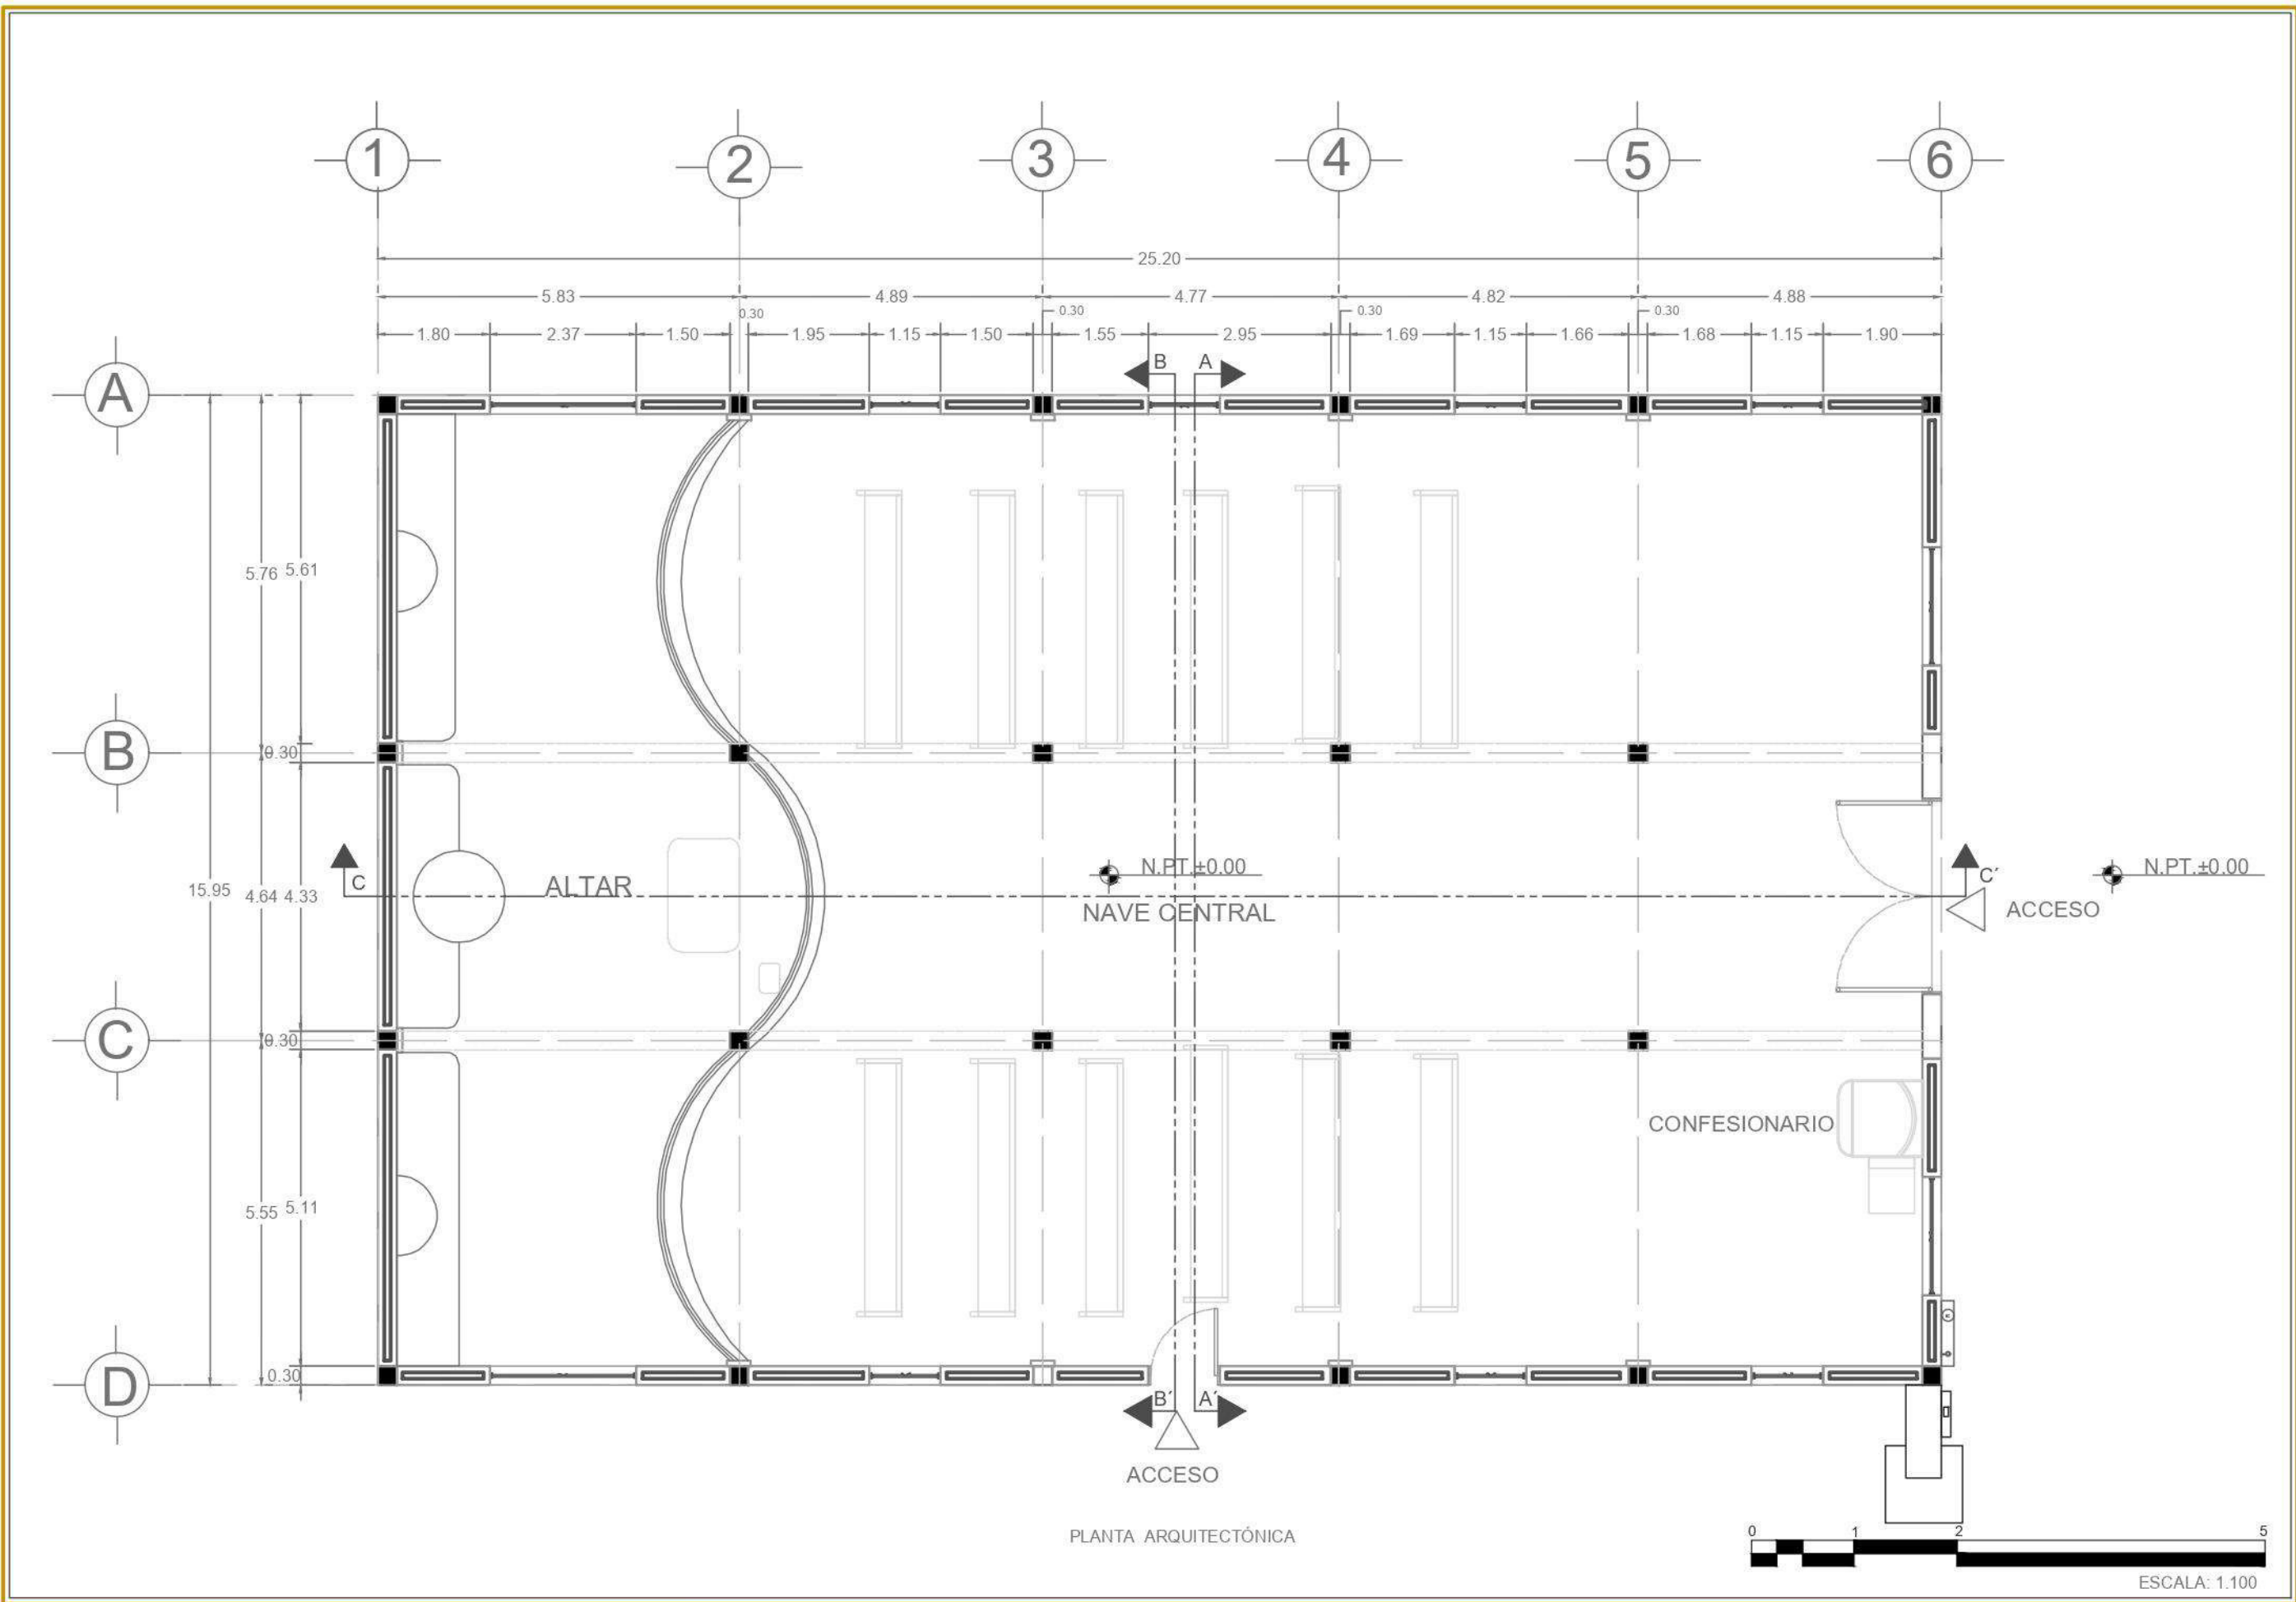 1 2 3 4 5 6
25.20
5.83 4.89 4.77 4.82 4.88
0.30 0.30 0.30 0.30
1.80 2.37 1.50 1.95 1.15 1.50 1.55 2.95 1.69 1.15 1.66 1.68 1.15 1.90
B A
A
5.76 5.61
B
0.30
N.PT.±0.00
N.PT.±0.00
C
ALTAR
C´
15.95 4.64 4.33
NAVE CENTRAL
ACCESO
C
0.30
CONFESIONARIO
5.55 5.11
D
0.30
B´ A´
ACCESO
PLANTA ARQUITECTÓNICA
0 1 2 5
ESCALA: 1.100